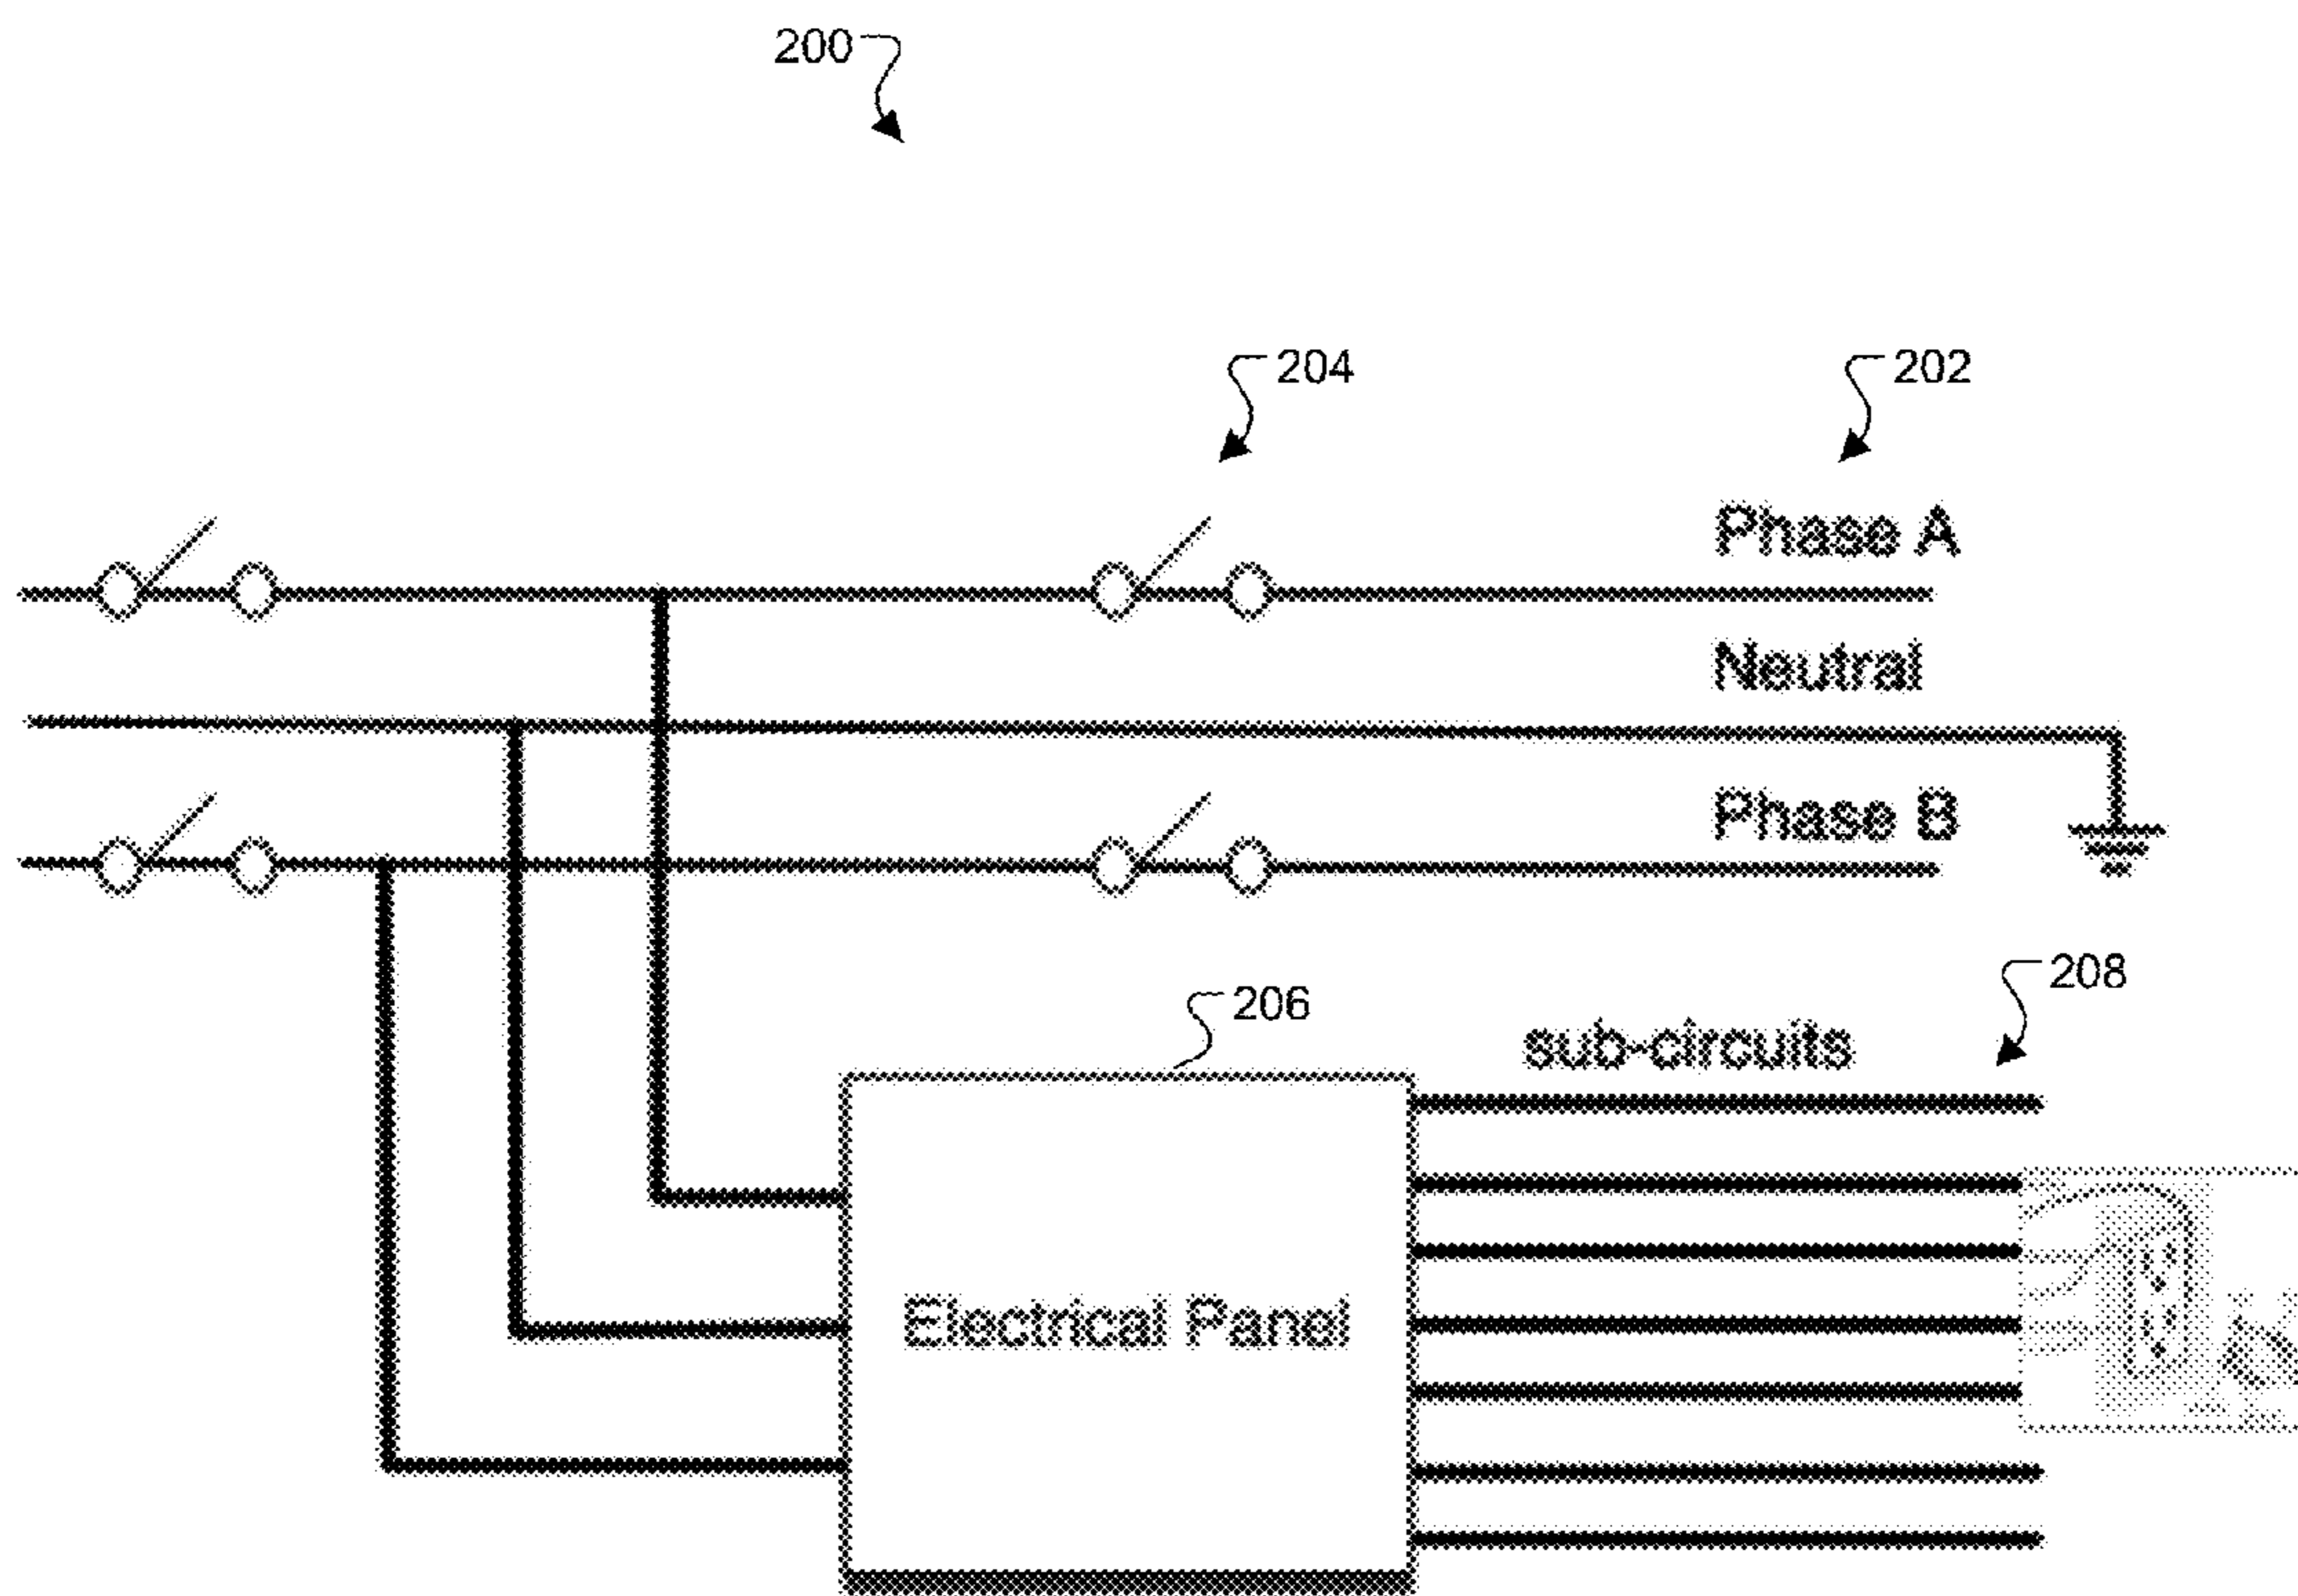 200
204
202
Phase A
Neutral
Phase B
208
206
sub-circuits
Electrical Panel